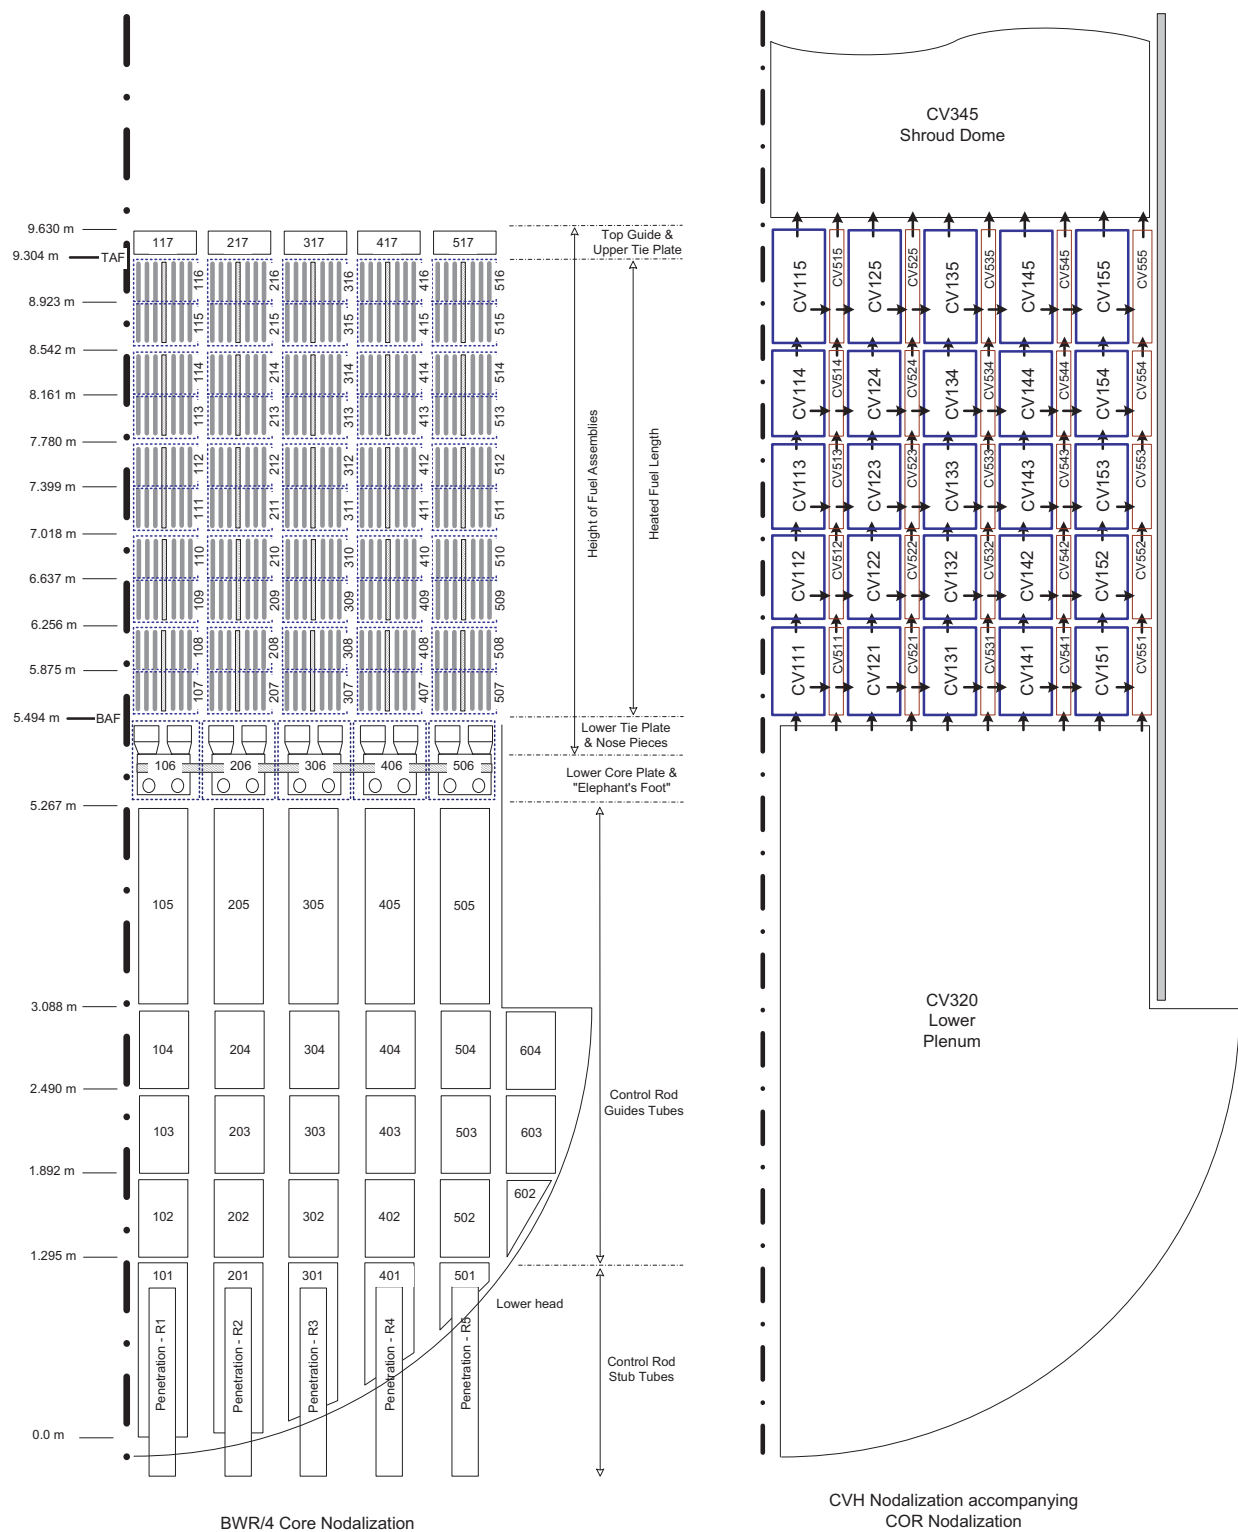 CV345
Shroud Dome
9.630 m
9.304 m
TAF
8.923 m
8.542 m
8.161 m
7.780 m
7.399 m
7.018 m
6.637 m
6.256 m
5.875 m
5.494 m
BAF
5.267 m
3.088 m
2.490 m
1.892 m
1.295 m
0.0 m
117 217 317 417 517
116 216 316 416 516
115 215 315 415 515
114 214 314 414 514
113 213 313 413 513
112 212 312 412 512
111 211 311 411 511
110 210 310 410 510
109 209 309 409 509
108 208 308 408 508
107 207 307 407 507
106 206 306 406 506
105 205 305 405 505
104 204 304 404 504 604
103 203 303 403 503 603
102 202 302 402 502 602
101 201 301 401 501
Penetration - R1
Penetration - R2
Penetration - R3
Penetration - R4
Penetration - R5
Top Guide &
Upper Tie Plate
Height of Fuel Assemblies
Heated Fuel Length
Lower Tie Plate
& Nose Pieces
Lower Core Plate &
"Elephant's Foot"
Control Rod
Guides Tubes
Lower head
Control Rod
Stub Tubes
BWR/4 Core Nodalization
CV115 CV515 CV125 CV525 CV135 CV535 CV145 CV545 CV155 CV555
CV114 CV514 CV124 CV524 CV134 CV534 CV144 CV544 CV154 CV554
CV113 CV513 CV123 CV523 CV133 CV533 CV143 CV543 CV153 CV553
CV112 CV512 CV122 CV522 CV132 CV532 CV142 CV542 CV152 CV552
CV111 CV511 CV121 CV521 CV131 CV531 CV141 CV541 CV151 CV551
CV320
Lower
Plenum
CVH Nodalization accompanying
COR Nodalization